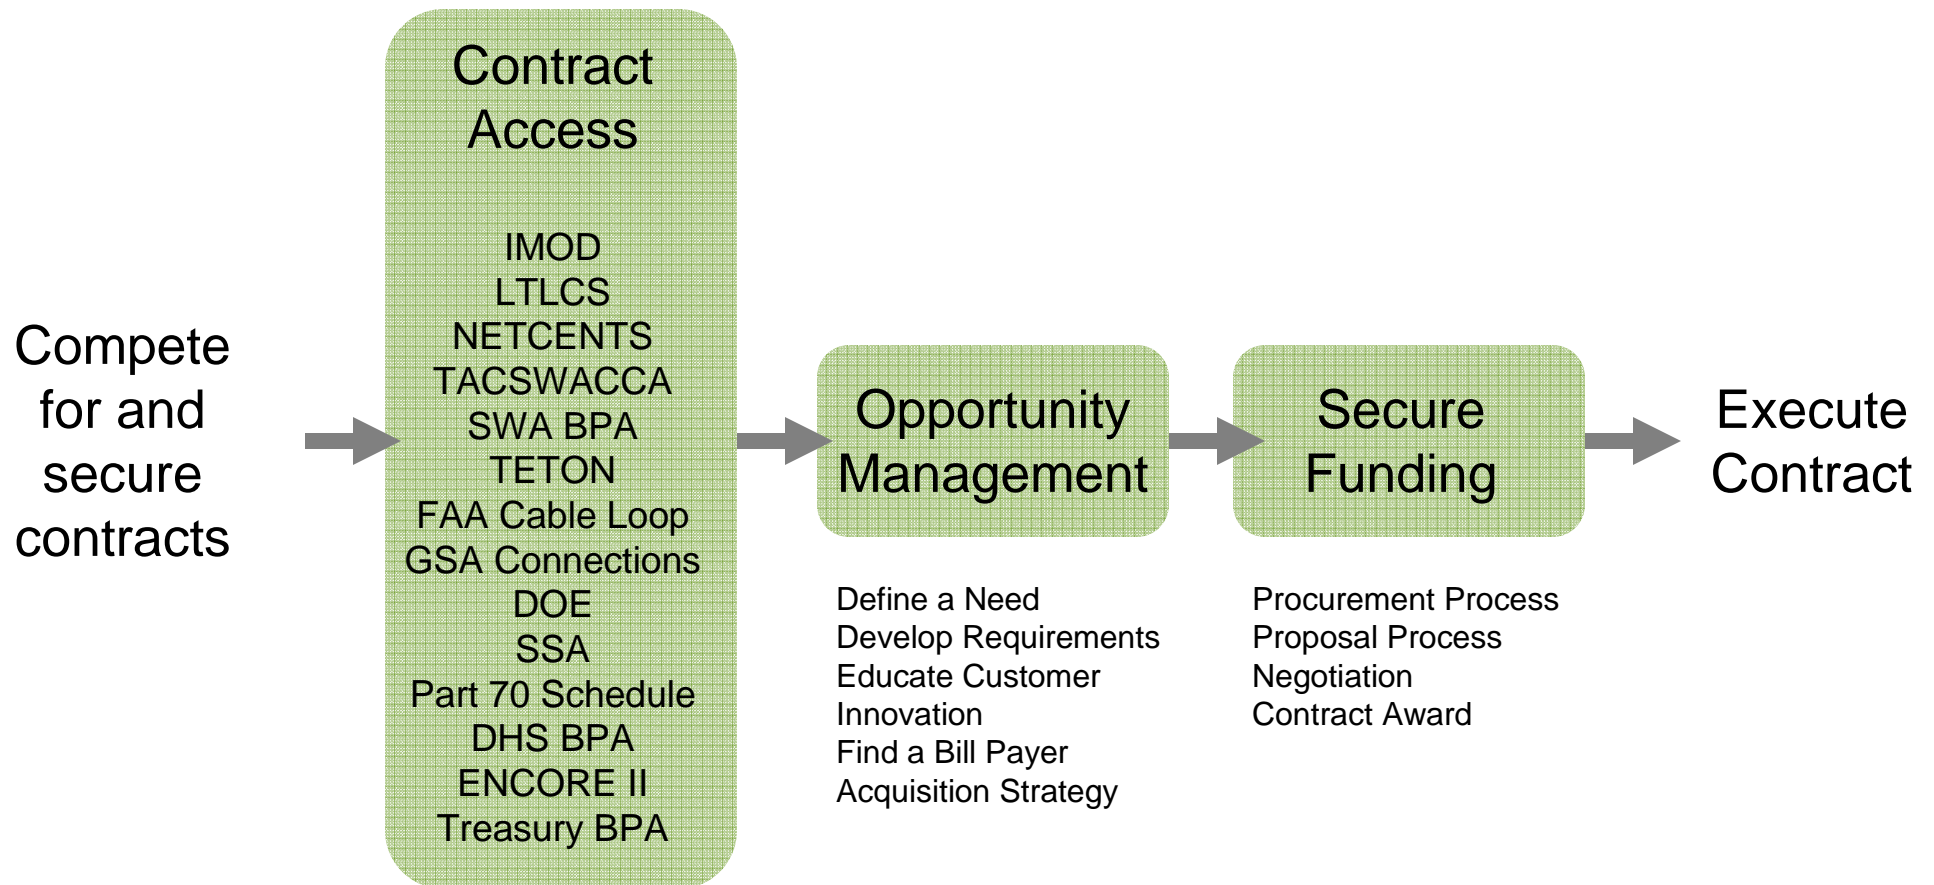 Compete
for and
secure
contracts
Contract
Access
IMOD
LTLCS
NETCENTS
TACSWACCA
SWA BPA
TETON
FAA Cable Loop
GSA Connections
DOE
SSA
Part 70 Schedule
DHS BPA
ENCORE II
Treasury BPA
Opportunity
Management
Define a Need
Develop Requirements
Educate Customer
Innovation
Find a Bill Payer
Acquisition Strategy
Secure
Funding
Procurement Process
Proposal Process
Negotiation
Contract Award
Execute
Contract